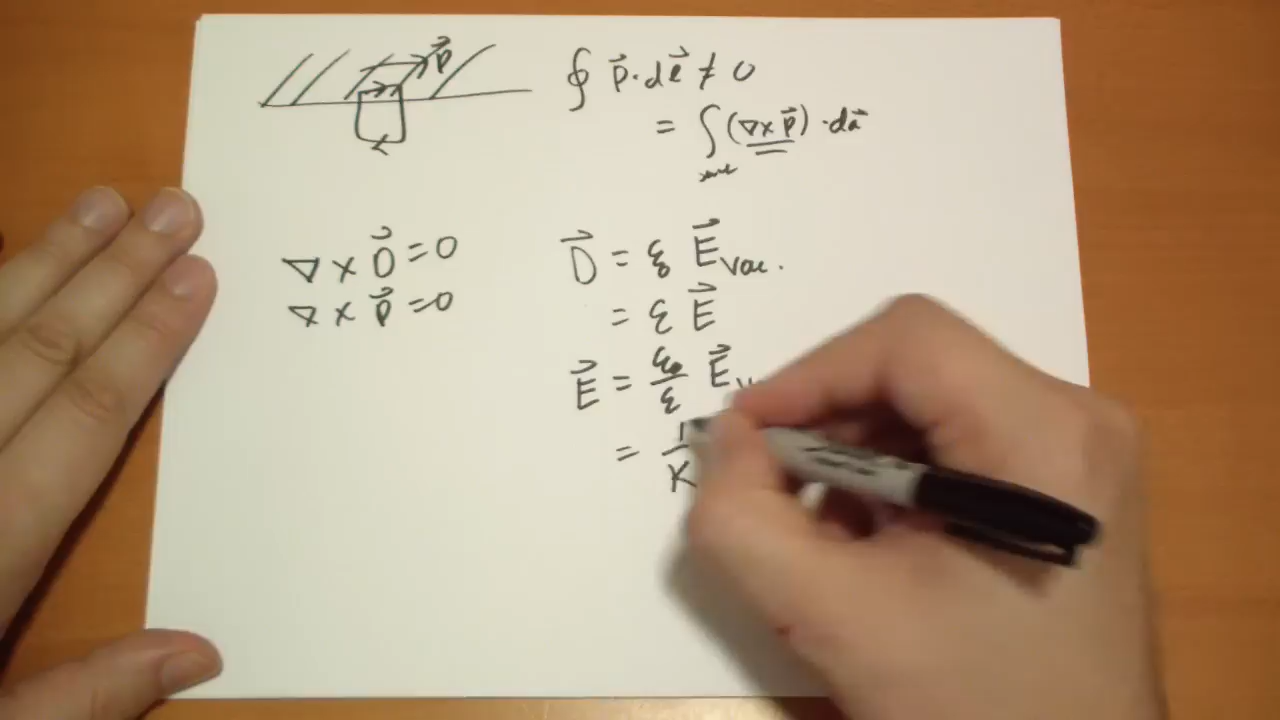 P⃗
∮ P⃗ · dl⃗ ≠ 0
= ∫ (∇ × P⃗) · da⃗
∇ × D⃗ = 0
∇ × P⃗ = 0
D⃗ = ε₀ E⃗ vac.
= ε E⃗
E⃗ = ε₀/ε E⃗ v
= 1/K